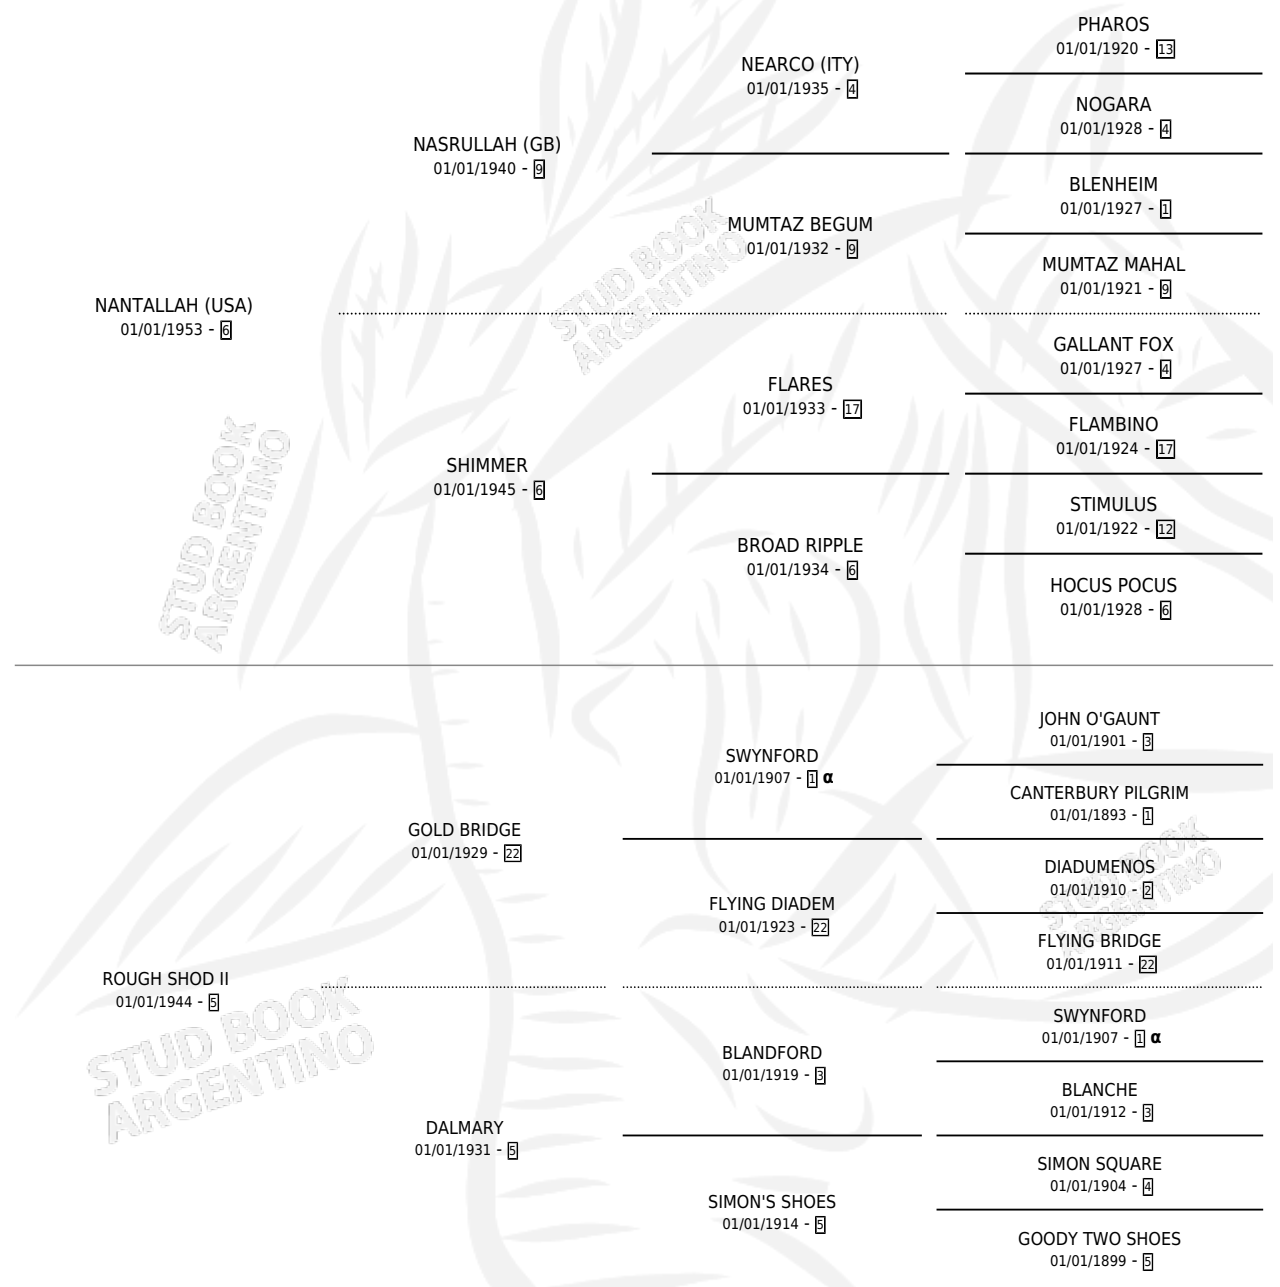 PHAROS
01/01/1920 - 13
NEARCO (ITY)
01/01/1935 - 4
NOGARA
01/01/1928 - 4
NASRULLAH (GB)
01/01/1940 - 9
BLENHEIM
01/01/1927 - 1
MUMTAZ BEGUM
01/01/1932 - 9
MUMTAZ MAHAL
01/01/1921 - 9
NANTALLAH (USA)
01/01/1953 - 6
GALLANT FOX
01/01/1927 - 4
FLARES
01/01/1933 - 17
FLAMBINO
01/01/1924 - 17
SHIMMER
01/01/1945 - 6
STIMULUS
01/01/1922 - 12
BROAD RIPPLE
01/01/1934 - 6
HOCUS POCUS
01/01/1928 - 6
JOHN O'GAUNT
01/01/1901 - 3
SWYNFORD
01/01/1907 - 1 α
CANTERBURY PILGRIM
01/01/1893 - 1
GOLD BRIDGE
01/01/1929 - 22
DIADUMENOS
01/01/1910 - 2
FLYING DIADEM
01/01/1923 - 22
FLYING BRIDGE
01/01/1911 - 22
ROUGH SHOD II
01/01/1944 - 5
SWYNFORD
01/01/1907 - 1 α
BLANDFORD
01/01/1919 - 3
BLANCHE
01/01/1912 - 3
DALMARY
01/01/1931 - 5
SIMON SQUARE
01/01/1904 - 4
SIMON'S SHOES
01/01/1914 - 5
GOODY TWO SHOES
01/01/1899 - 5
STUD BOOK
ARGENTINO
STUD BOOK
ARGENTINO
STUD BOOK
ARGENTINO
STUD BOOK
ARGENTINO